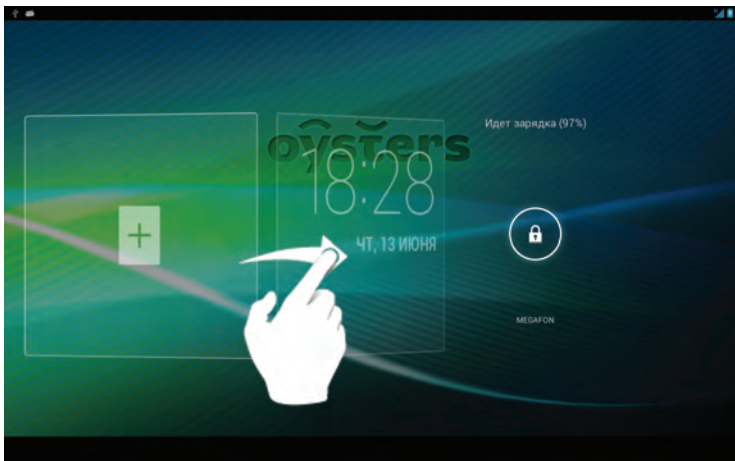 Идет зарядка (97%)
oysters
18:28
ЧТ, 13 ИЮНЯ
MEGAFON